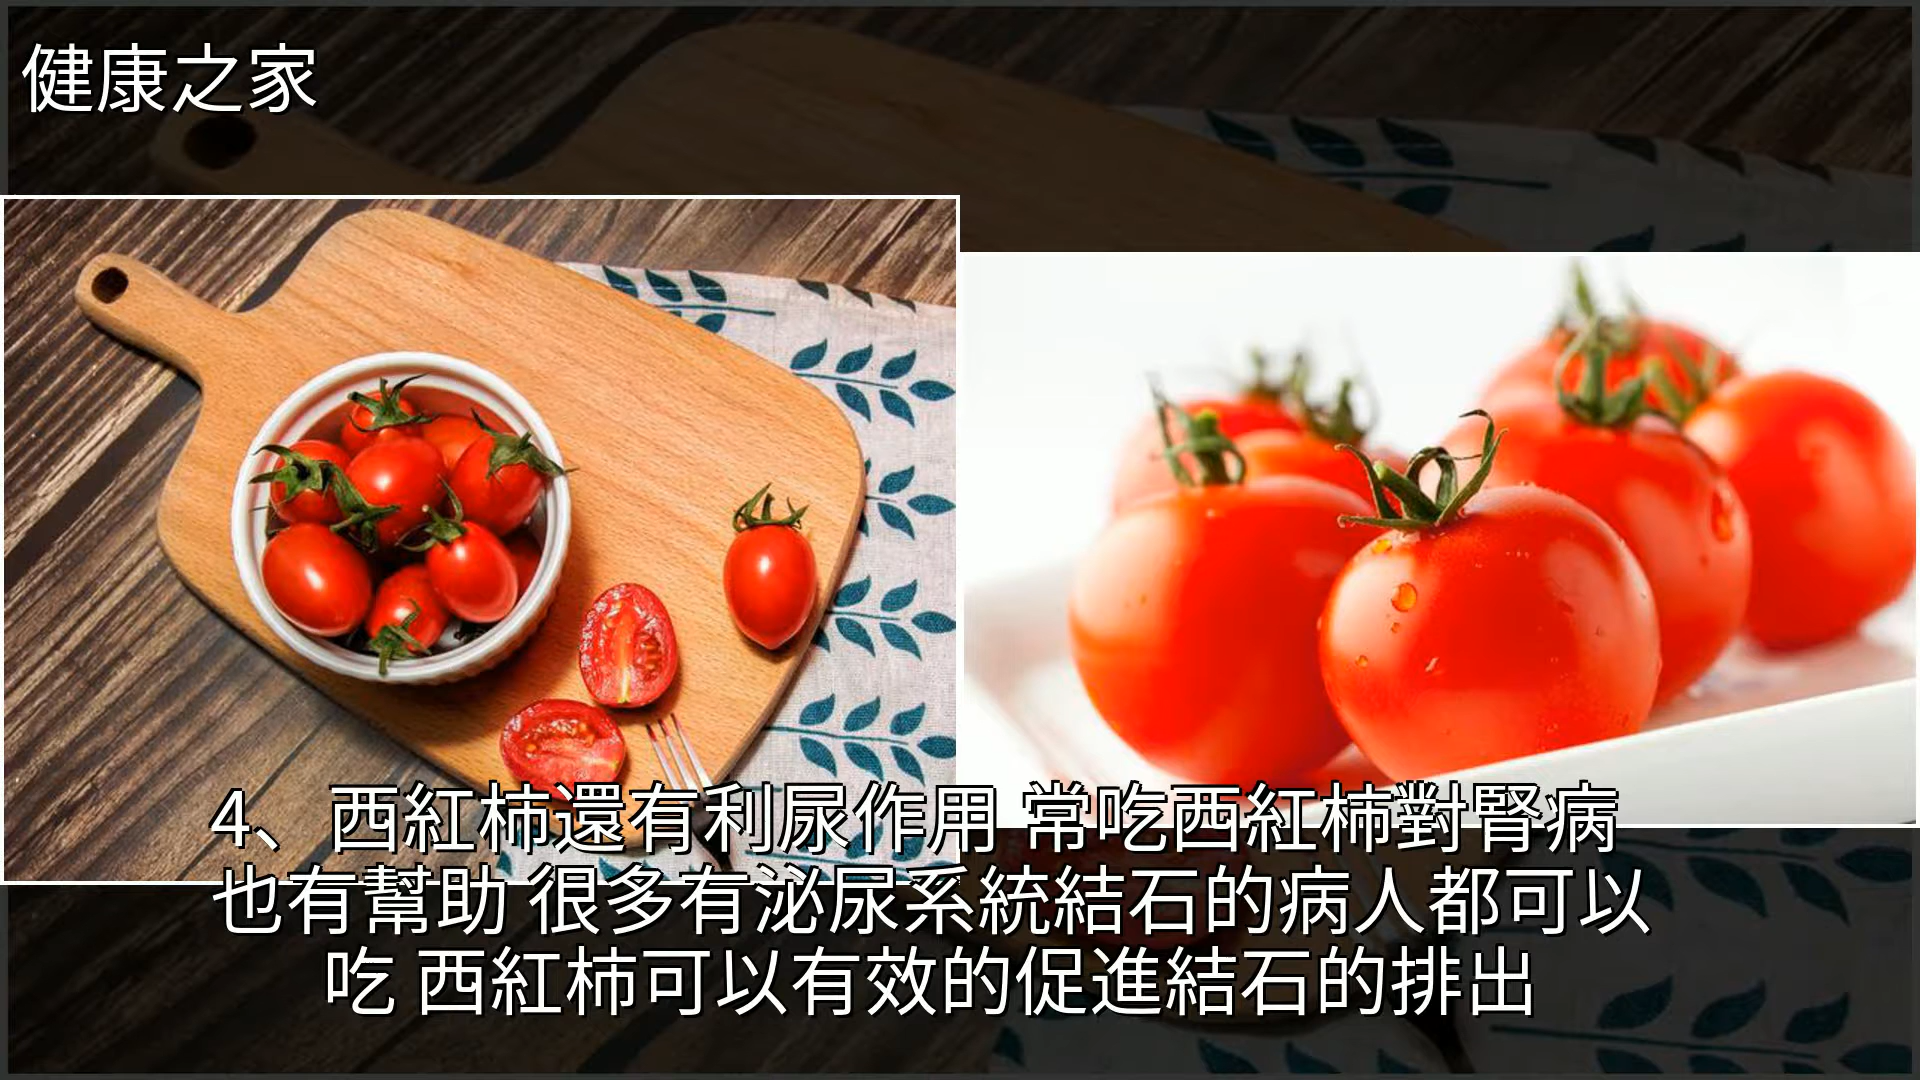 健康之家
4、西紅柿還有利尿作用 常吃西紅柿對腎病
也有幫助 很多有泌尿系統結石的病人都可以
吃 西紅柿可以有效的促進結石的排出